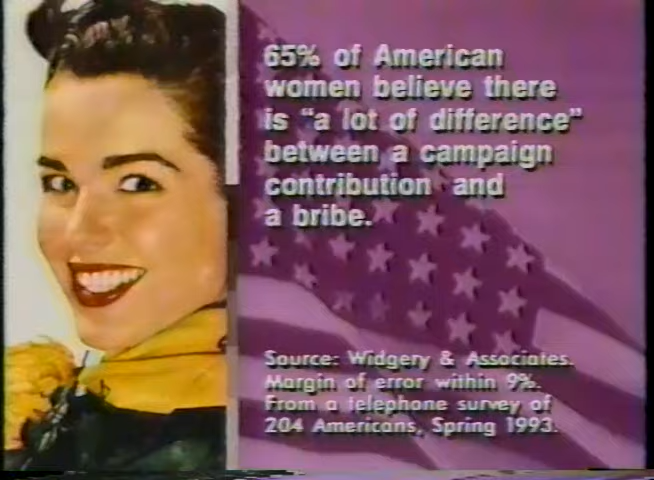 65% of American
women believe there
is "a lot of difference"
between a campaign
contribution and
a bribe.
Source: Widgery & Associates.
Margin of error within 9%.
From a telephone survey of
204 Americans, Spring 1993.